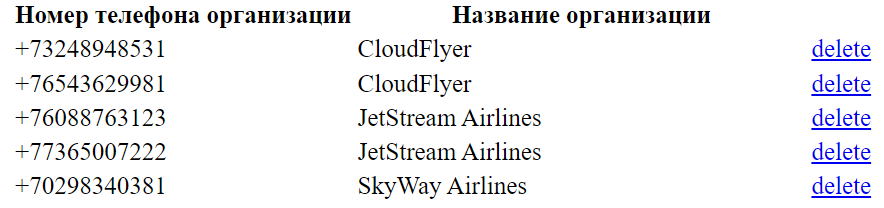 Номер телефона организации Название организации
+73248948531 CloudFlyer delete
+76543629981 CloudFlyer delete
+76088763123 JetStream Airlines delete
+77365007222 JetStream Airlines delete
+70298340381 SkyWay Airlines delete